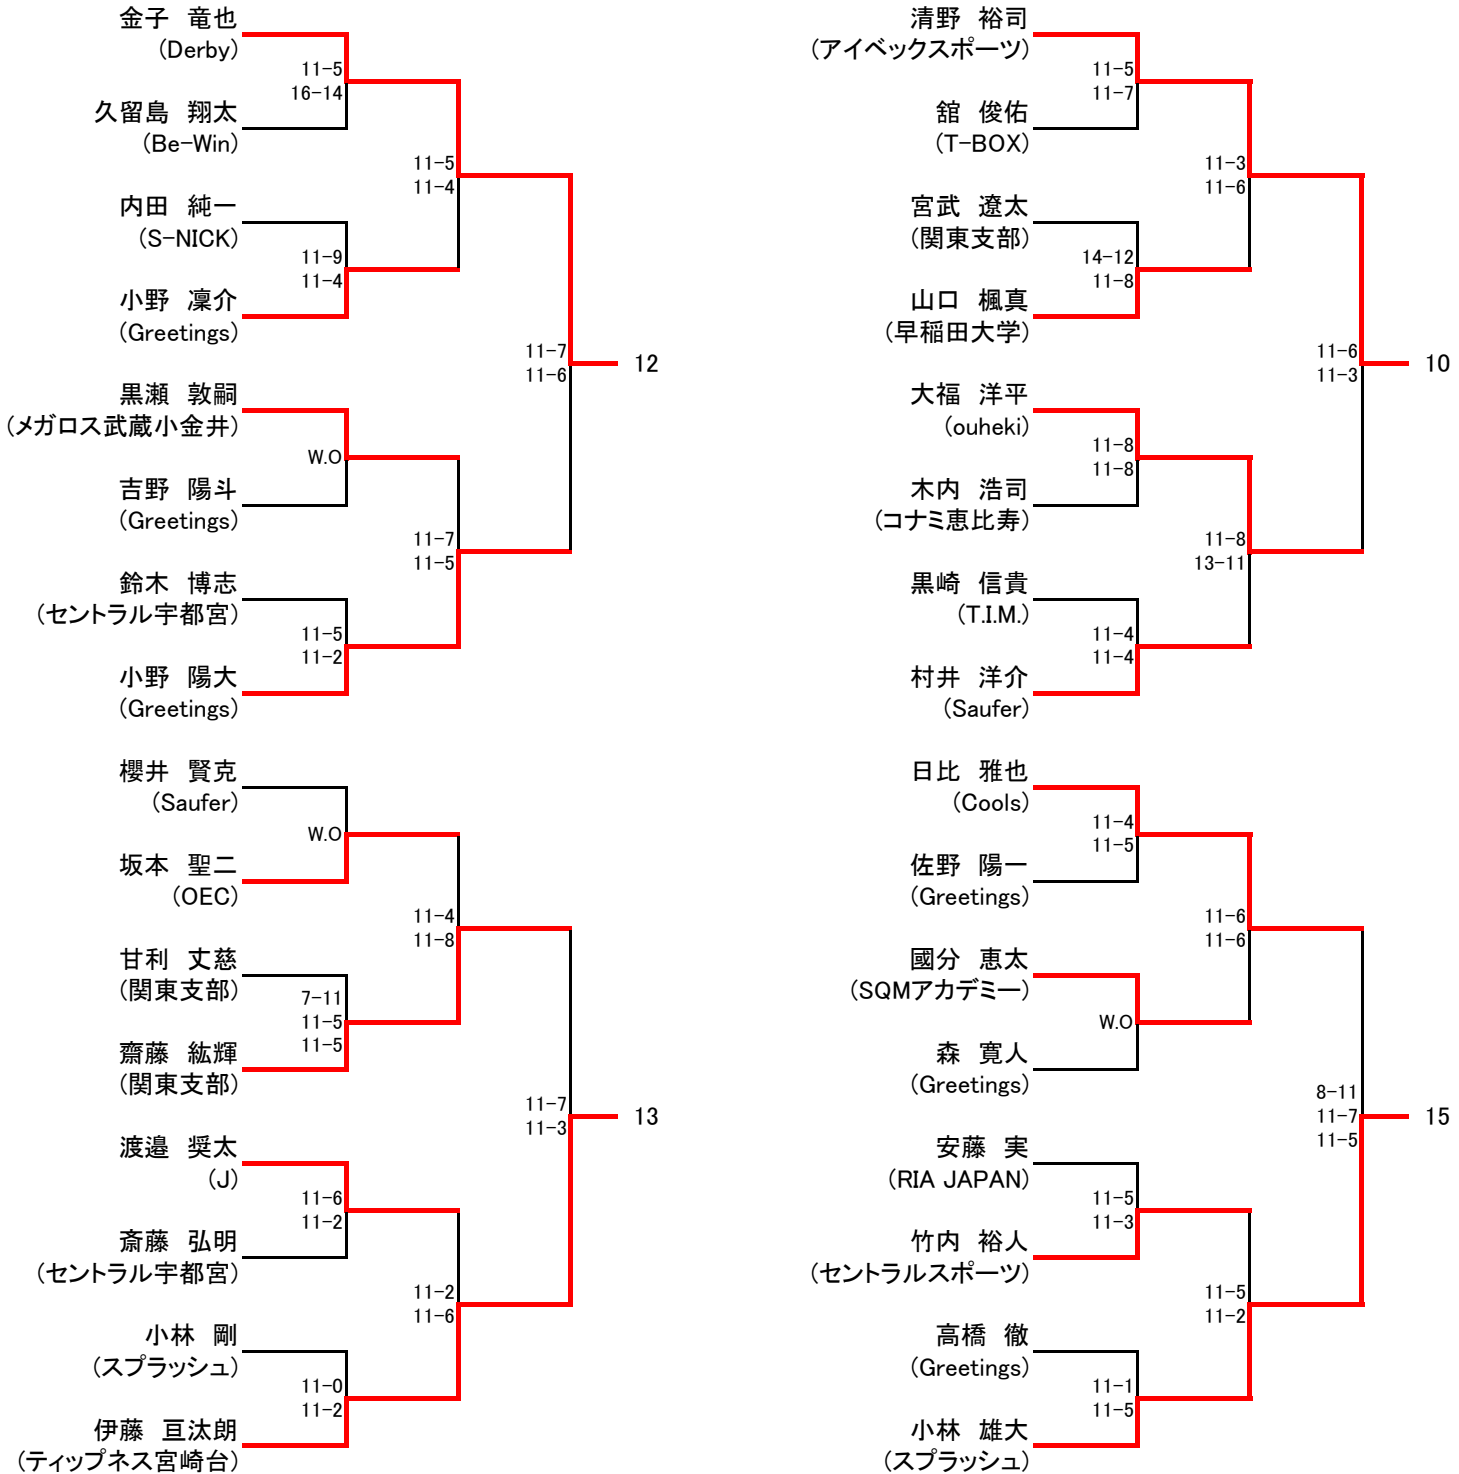 金子 竜也
(Derby)
11-5
16-14
久留島 翔太
(Be-Win)
11-5
11-4
内田 純一
(S-NICK)
11-9
11-4
小野 凜介
(Greetings)
11-7
11-6
12
黒瀬 敦嗣
(メガロス武蔵小金井)
W.O
吉野 陽斗
(Greetings)
11-7
11-5
鈴木 博志
(セントラル宇都宮)
11-5
11-2
小野 陽大
(Greetings)
櫻井 賢克
(Saufer)
W.O
坂本 聖二
(OEC)
11-4
11-8
甘利 丈慈
(関東支部)
7-11
11-5
11-5
齋藤 紘輝
(関東支部)
11-7
11-3
13
渡邉 奨太
(J)
11-6
11-2
斎藤 弘明
(セントラル宇都宮)
11-2
11-6
小林 剛
(スプラッシュ)
11-0
11-2
伊藤 亘汰朗
(ティップネス宮崎台)
清野 裕司
(アイベックスポーツ)
11-5
11-7
舘 俊佑
(T-BOX)
11-3
11-6
宮武 遼太
(関東支部)
14-12
11-8
山口 楓真
(早稲田大学)
11-6
11-3
10
大福 洋平
(ouheki)
11-8
11-8
木内 浩司
(コナミ恵比寿)
11-8
13-11
黒崎 信貴
(T.I.M.)
11-4
11-4
村井 洋介
(Saufer)
日比 雅也
(Cools)
11-4
11-5
佐野 陽一
(Greetings)
11-6
11-6
國分 恵太
(SQMアカデミー)
W.O
森 寛人
(Greetings)
8-11
11-7
11-5
15
安藤 実
(RIA JAPAN)
11-5
11-3
竹内 裕人
(セントラルスポーツ)
11-5
11-2
高橋 徹
(Greetings)
11-1
11-5
小林 雄大
(スプラッシュ)